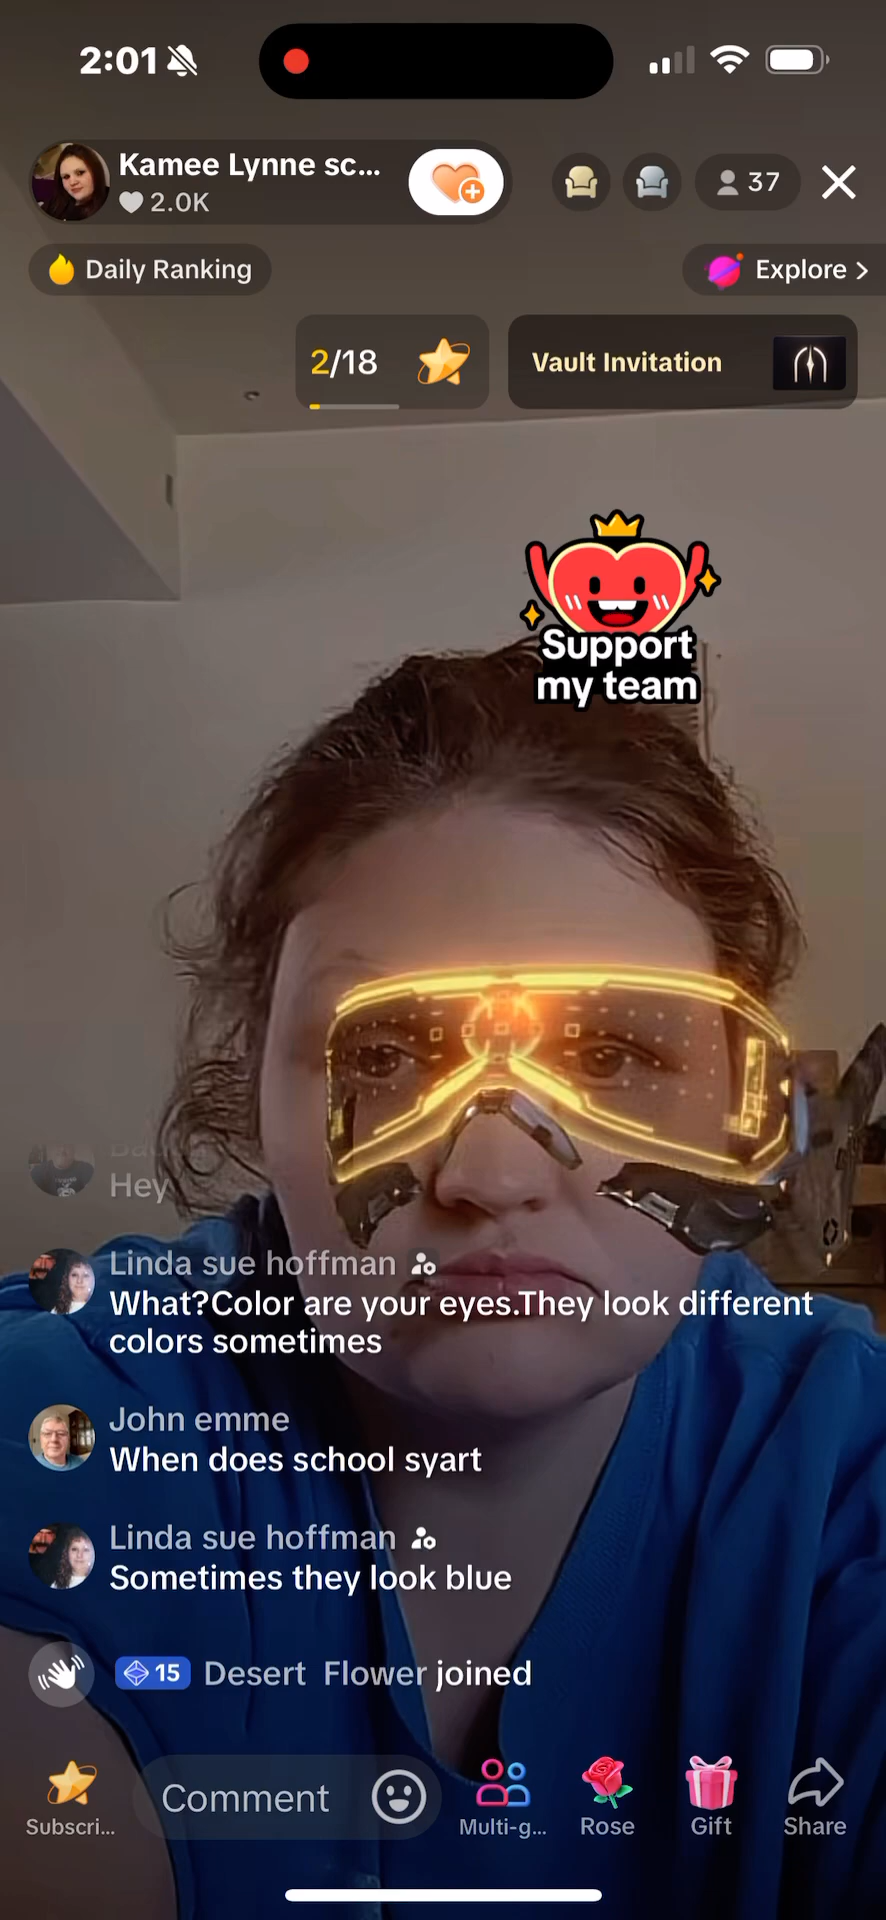 2:01
Kamee Lynne sc...
2.0K
37
Daily Ranking
Explore >
2/18
Vault Invitation
Support
my team
Hey
Linda sue hoffman
What?Color are your eyes.They look different
colors sometimes
John emme
When does school syart
Linda sue hoffman
Sometimes they look blue
15 Desert Flower joined
Subscri...
Comment
Multi-g...
Rose
Gift
Share